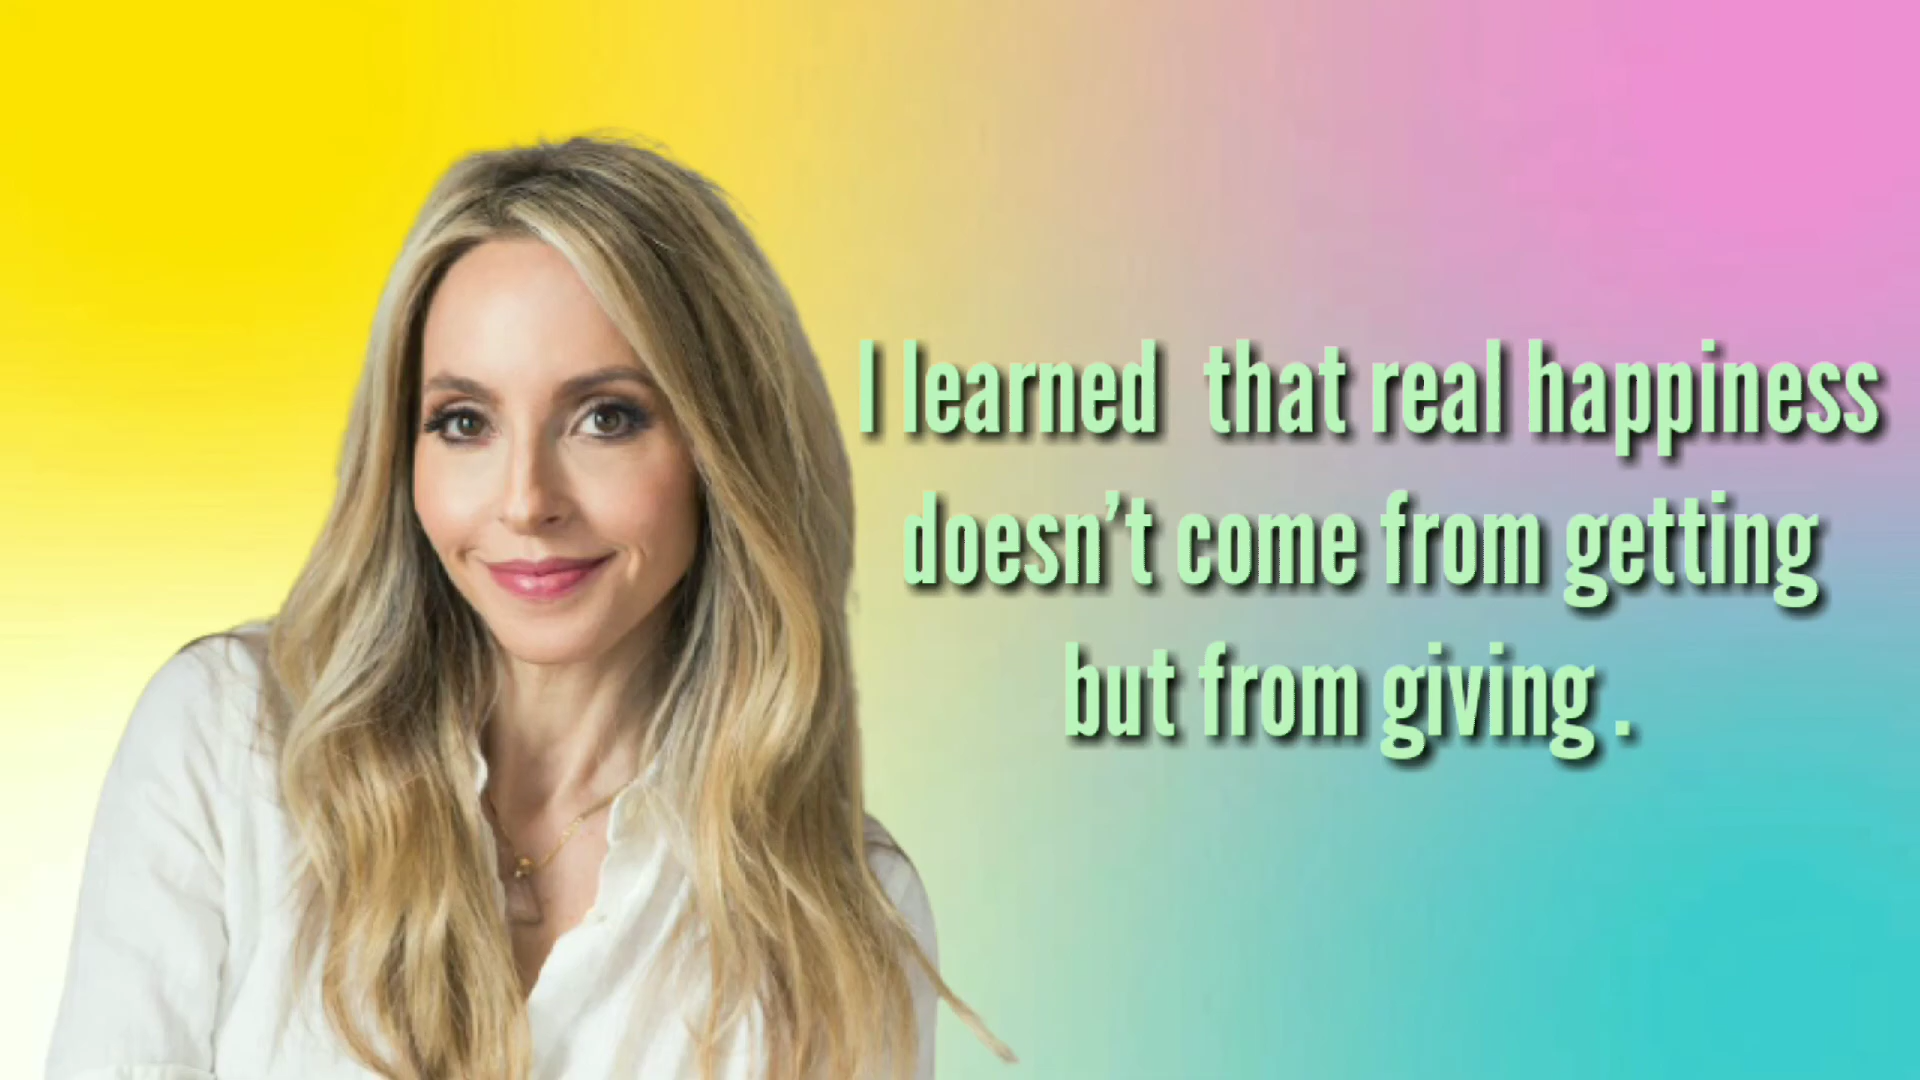 I learned that real happiness
doesn't come from getting
but from giving .